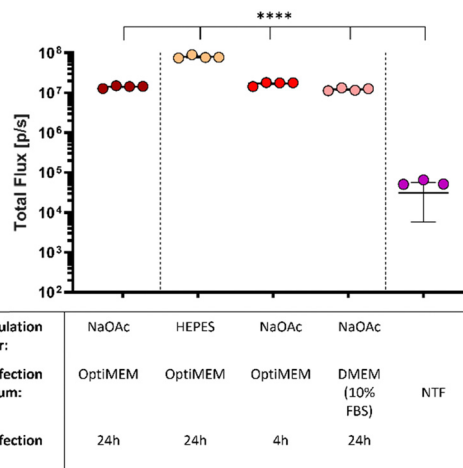 ****
10⁸
10⁷
10⁶
10⁵
10⁴
10³
10²
Total Flux [p/s]
ulation NaOAc HEPES NaOAc NaOAc
r:
fection OptiMEM OptiMEM OptiMEM DMEM
um: (10% NTF
FBS)
fection 24h 24h 4h 24h